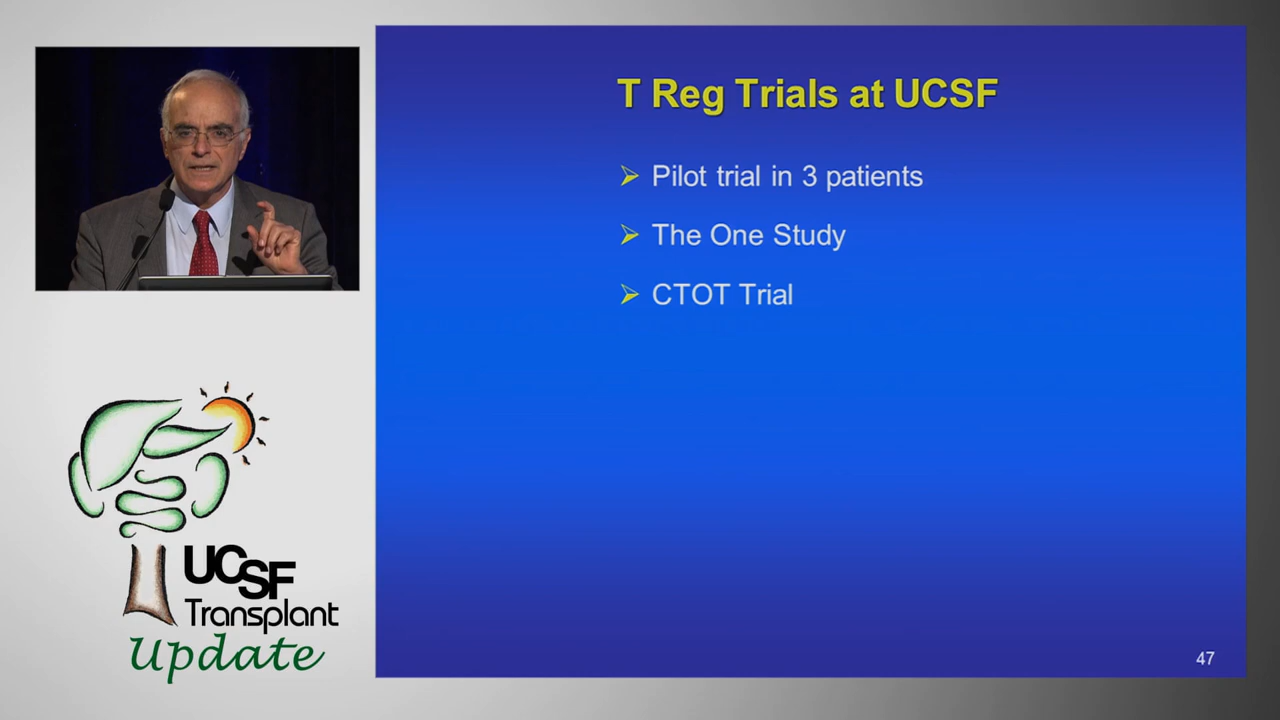 T Reg Trials at UCSF
Pilot trial in 3 patients
The One Study
CTOT Trial
UCSF
Transplant
Update
47